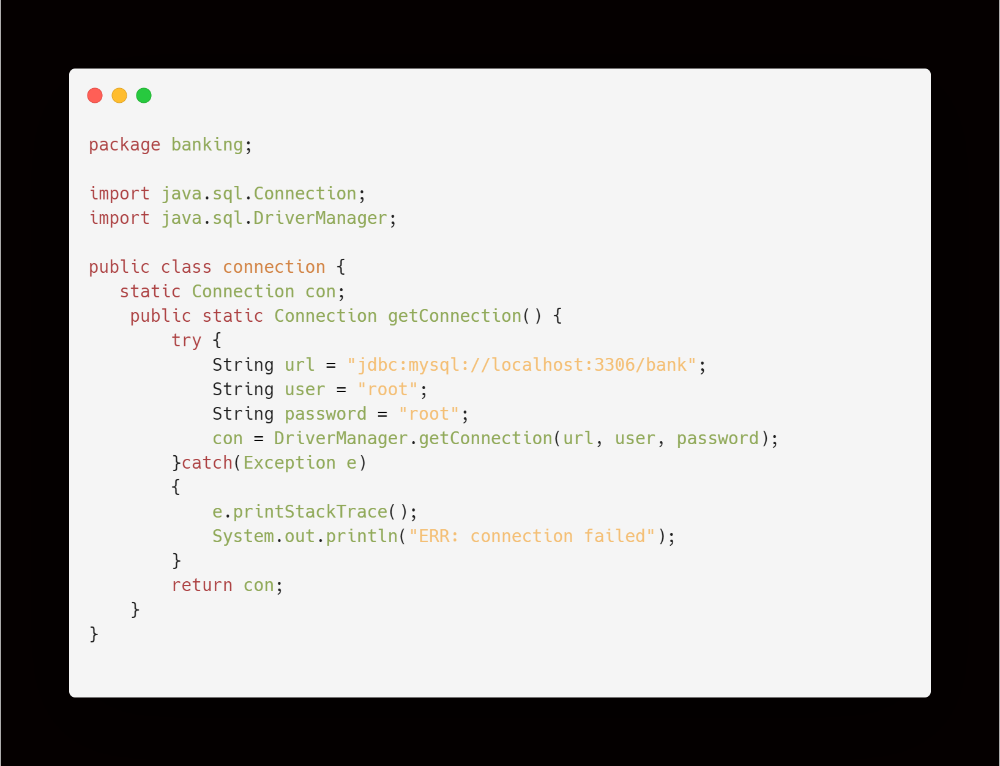 package banking;

import java.sql.Connection;
import java.sql.DriverManager;

public class connection {
   static Connection con;
    public static Connection getConnection() {
        try {
            String url = "jdbc:mysql://localhost:3306/bank";
            String user = "root";
            String password = "root";
            con = DriverManager.getConnection(url, user, password);
        }catch(Exception e)
        {
            e.printStackTrace();
            System.out.println("ERR: connection failed");
        }
        return con;
    }
}